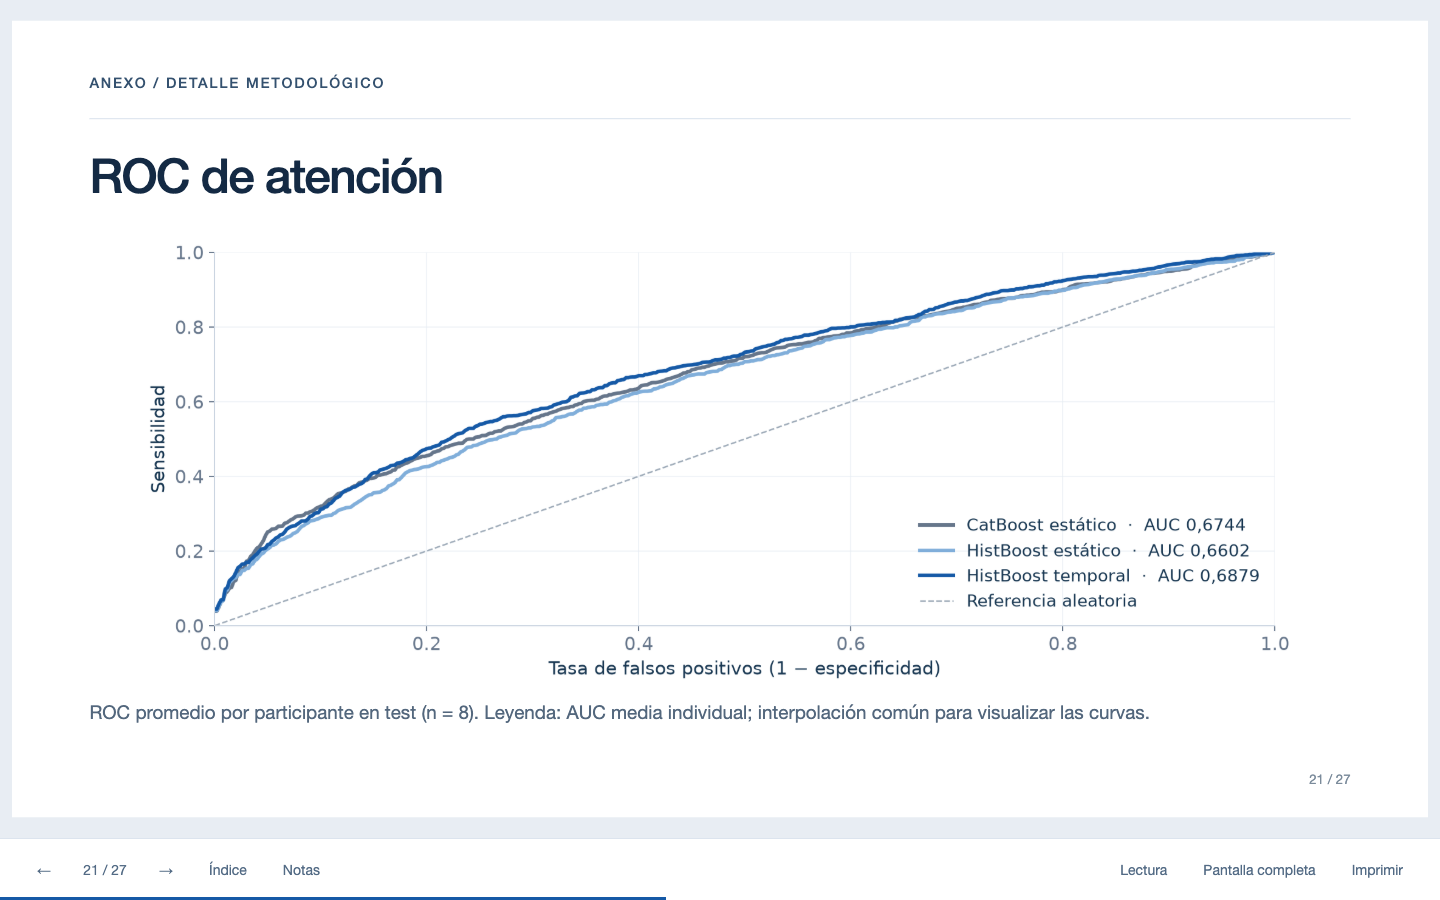 ANEXO / DETALLE METODOLÓGICO
ROC de atención
1.0
0.8
0.6
0.4
0.2
0.0
Sensibilidad
CatBoost estático · AUC 0,6744
HistBoost estático · AUC 0,6602
HistBoost temporal · AUC 0,6879
Referencia aleatoria
0.0 0.2 0.4 0.6 0.8 1.0
Tasa de falsos positivos (1 − especificidad)
ROC promedio por participante en test (n = 8). Leyenda: AUC media individual; interpolación común para visualizar las curvas.
21 / 27
← 21 / 27 → Índice Notas Lectura Pantalla completa Imprimir